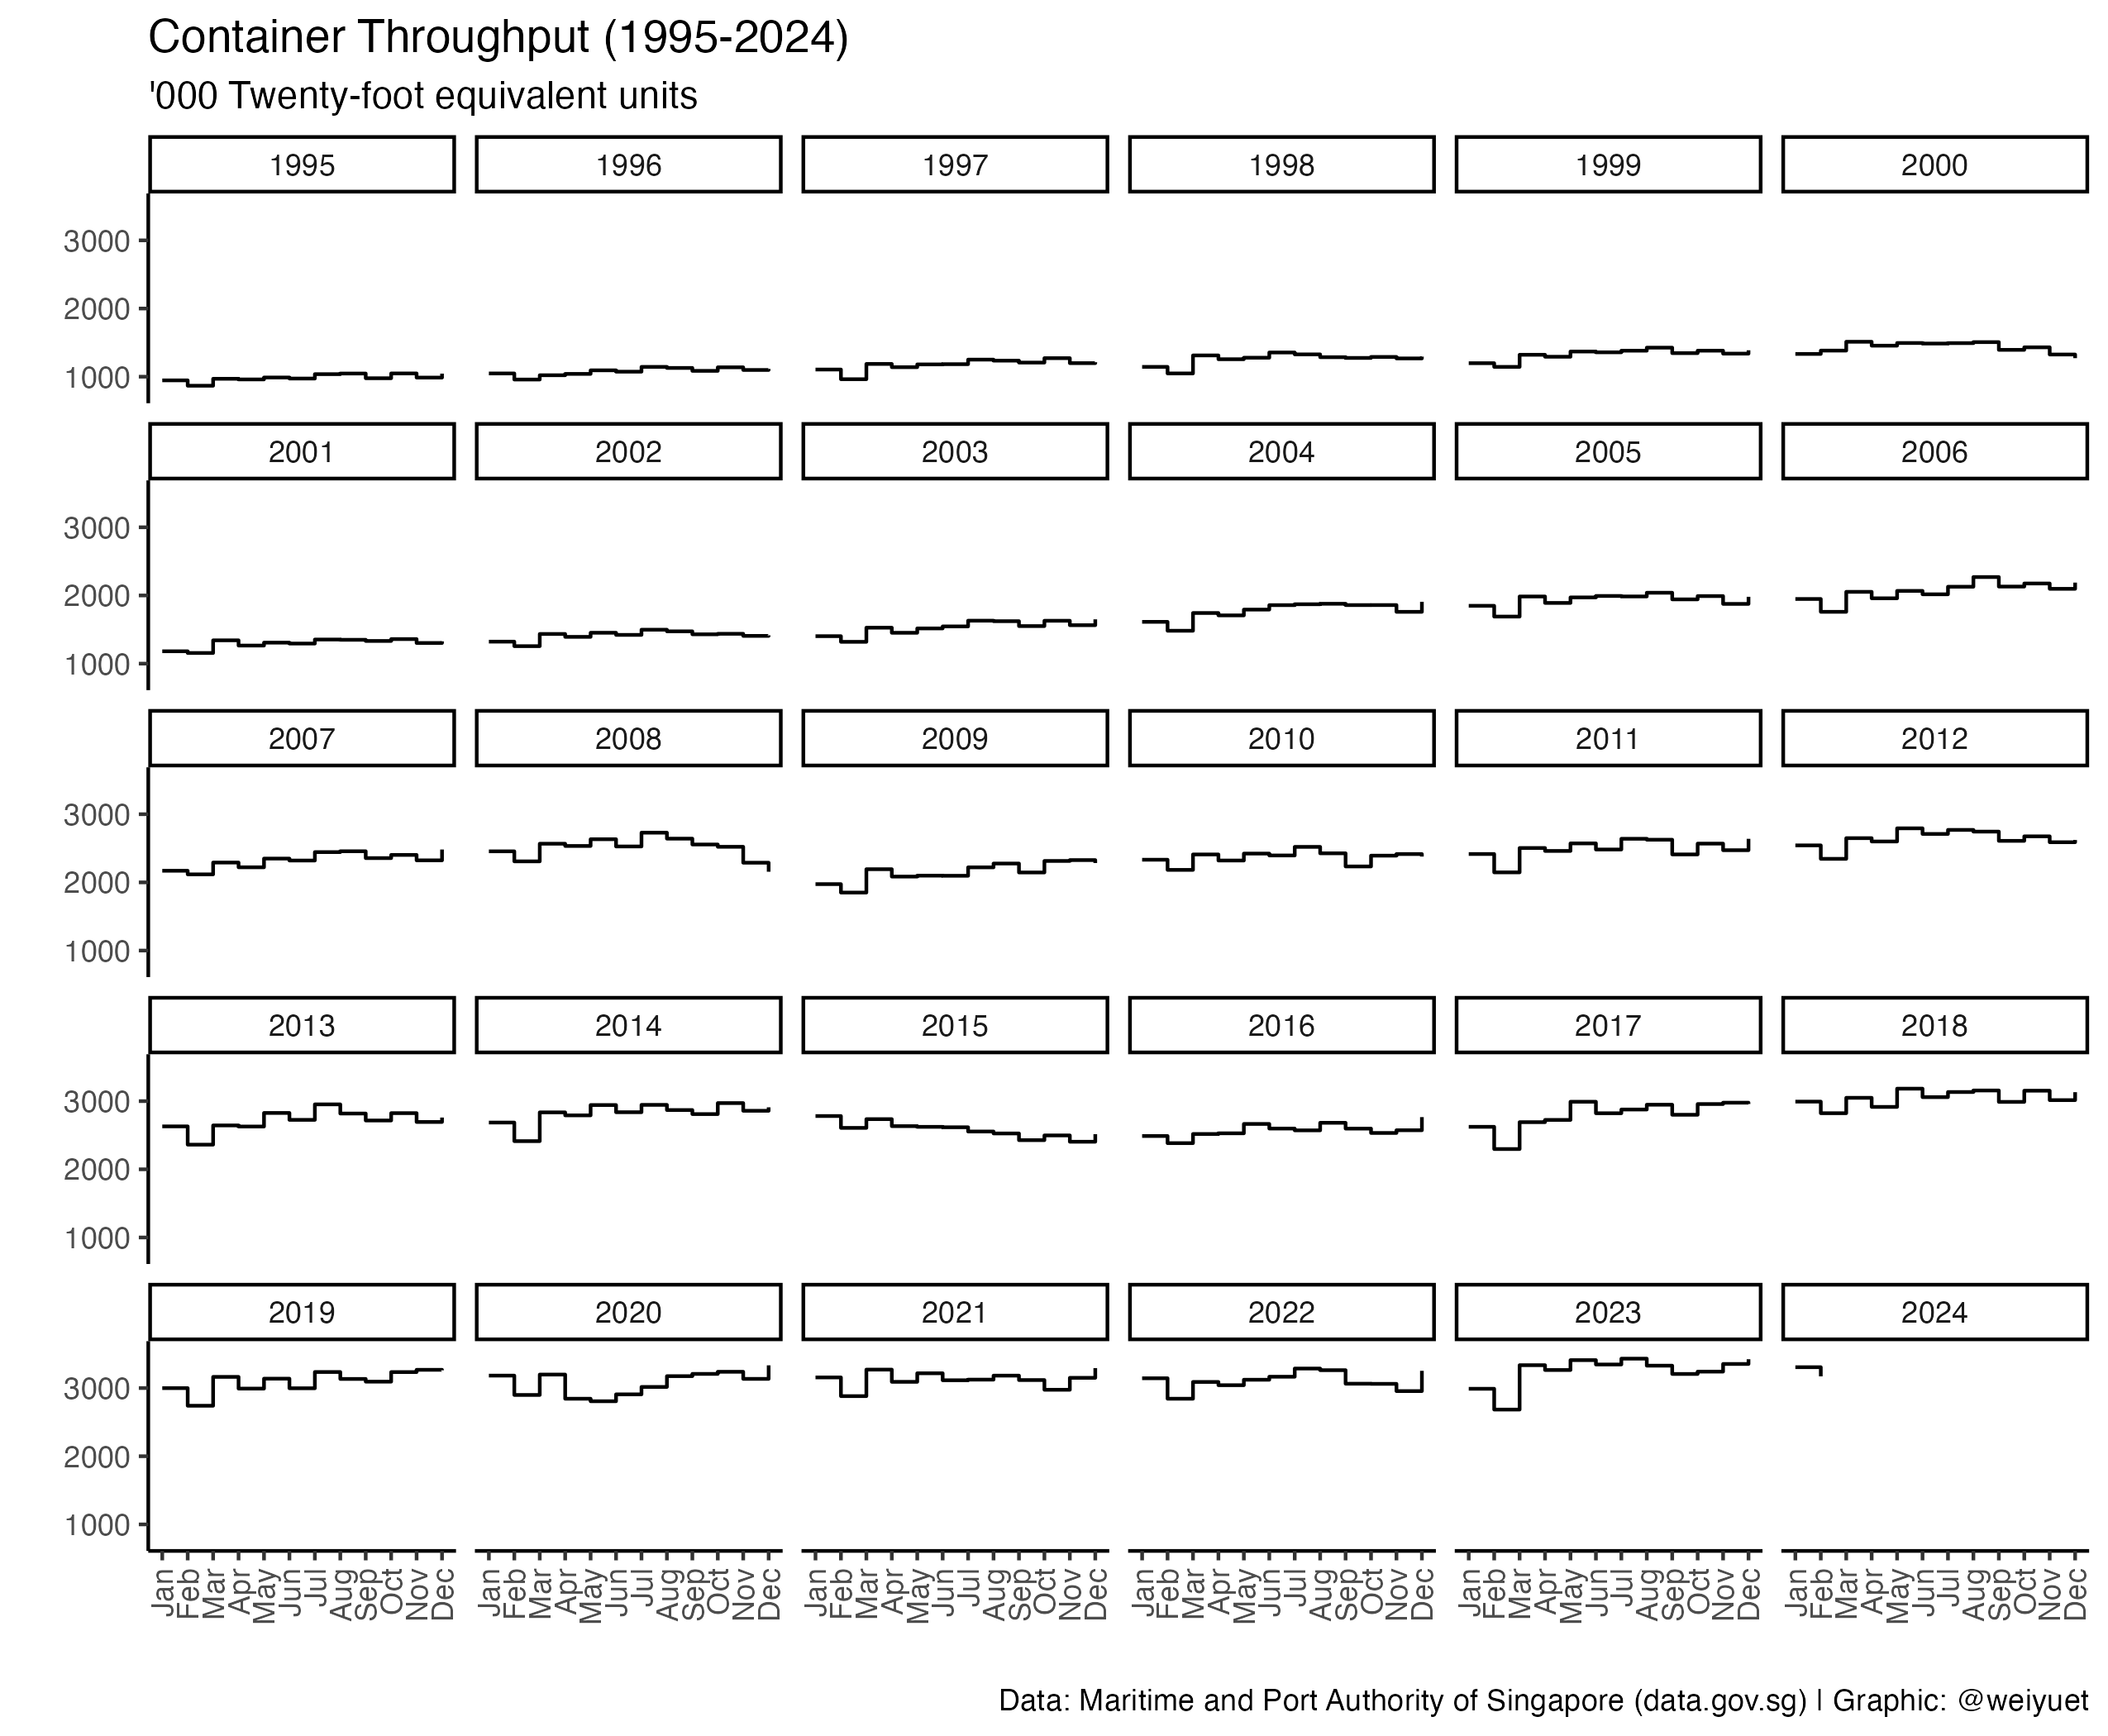 Container Throughput (1995-2024)
'000 Twenty-foot equivalent units
1995 1996 1997 1998 1999 2000
3000
2000
1000
2001 2002 2003 2004 2005 2006
3000
2000
1000
2007 2008 2009 2010 2011 2012
3000
2000
1000
2013 2014 2015 2016 2017 2018
3000
2000
1000
2019 2020 2021 2022 2023 2024
3000
2000
1000
Jan Feb Mar Apr May Jun Jul Aug Sep Oct Nov Dec Jan Feb Mar Apr May Jun Jul Aug Sep Oct Nov Dec Jan Feb Mar Apr May Jun Jul Aug Sep Oct Nov Dec Jan Feb Mar Apr May Jun Jul Aug Sep Oct Nov Dec Jan Feb Mar Apr May Jun Jul Aug Sep Oct Nov Dec Jan Feb Mar Apr May Jun Jul Aug Sep Oct Nov Dec
Data: Maritime and Port Authority of Singapore (data.gov.sg) | Graphic: @weiyuet